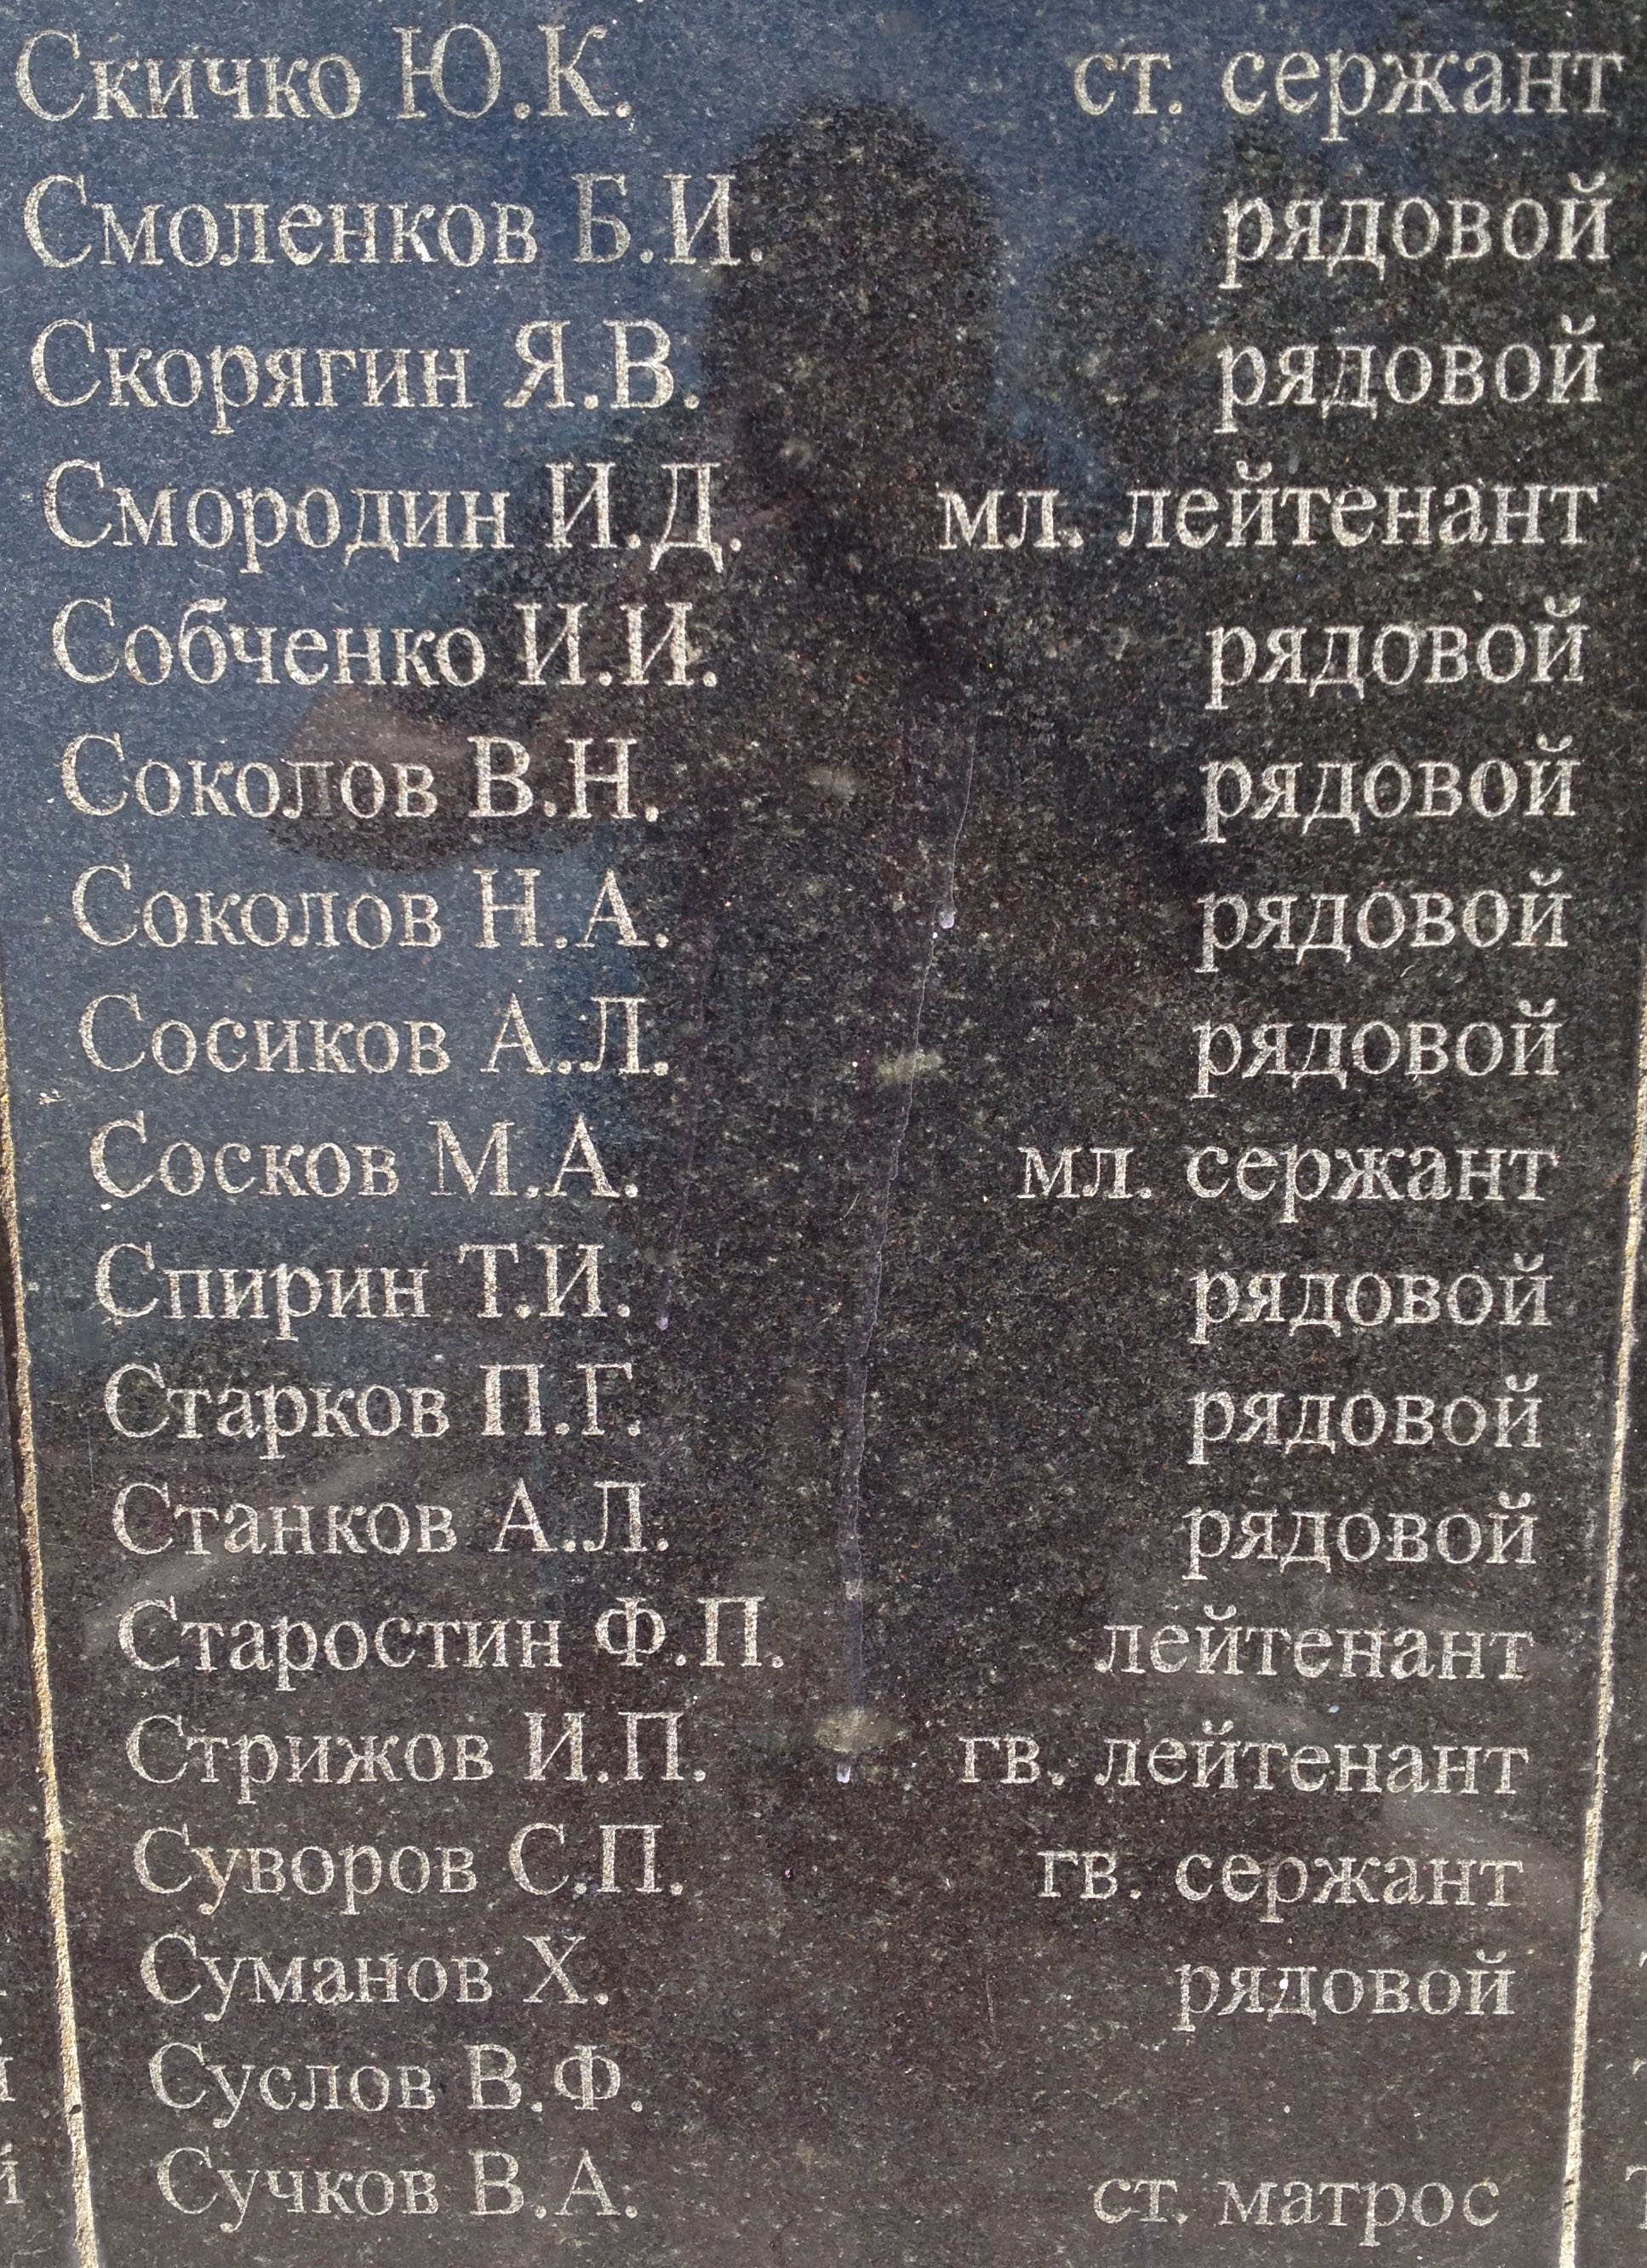 Скичко Ю.К. ст. сержант
Смоленков Б.И. рядовой
Скорягин Я.В. рядовой
Смородин И.Д. мл. лейтенант
Собченко И.И. рядовой
Соколов В.Н. рядовой
Соколов Н.А. рядовой
Сосиков А.Л. рядовой
Сосков М.А. мл. сержант
Спирин Т.И. рядовой
Старков П.Г. рядовой
Станков А.Л. рядовой
Старостин Ф.П. лейтенант
Стрижов И.П. гв. лейтенант
Суворов С.П. гв. сержант
Суманов Х. рядовой
Суслов В.Ф.
Сучков В.А. ст. матрос